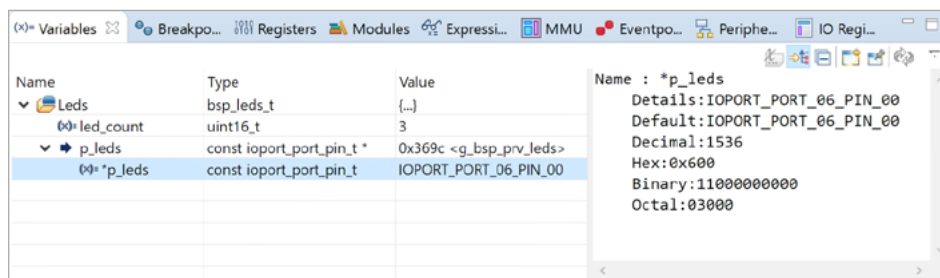 (x)= Variables Breakpo... Registers Modules Expressi... MMU Eventpo... Periphe... IO Regi...
Name Type Value
Leds bsp_leds_t {...}
(x)= led_count uint16_t 3
p_leds const ioport_port_pin_t * 0x369c <g_bsp_prv_leds>
(x)= *p_leds const ioport_port_pin_t IOPORT_PORT_06_PIN_00
Name : *p_leds
Details:IOPORT_PORT_06_PIN_00
Default:IOPORT_PORT_06_PIN_00
Decimal:1536
Hex:0x600
Binary:11000000000
Octal:03000